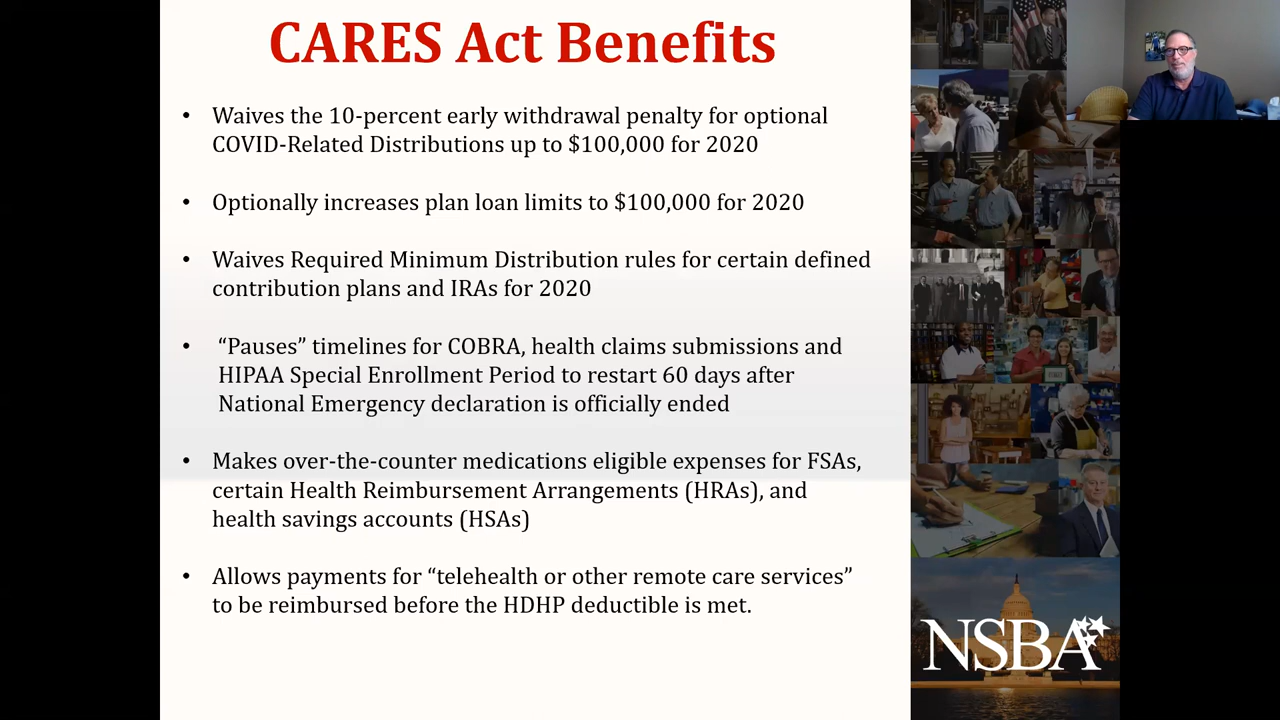 CARES Act Benefits
• Waives the 10-percent early withdrawal penalty for optional
COVID-Related Distributions up to $100,000 for 2020
• Optionally increases plan loan limits to $100,000 for 2020
• Waives Required Minimum Distribution rules for certain defined
contribution plans and IRAs for 2020
• “Pauses” timelines for COBRA, health claims submissions and
HIPAA Special Enrollment Period to restart 60 days after
National Emergency declaration is officially ended
• Makes over-the-counter medications eligible expenses for FSAs,
certain Health Reimbursement Arrangements (HRAs), and
health savings accounts (HSAs)
• Allows payments for “telehealth or other remote care services”
to be reimbursed before the HDHP deductible is met.
NSBA